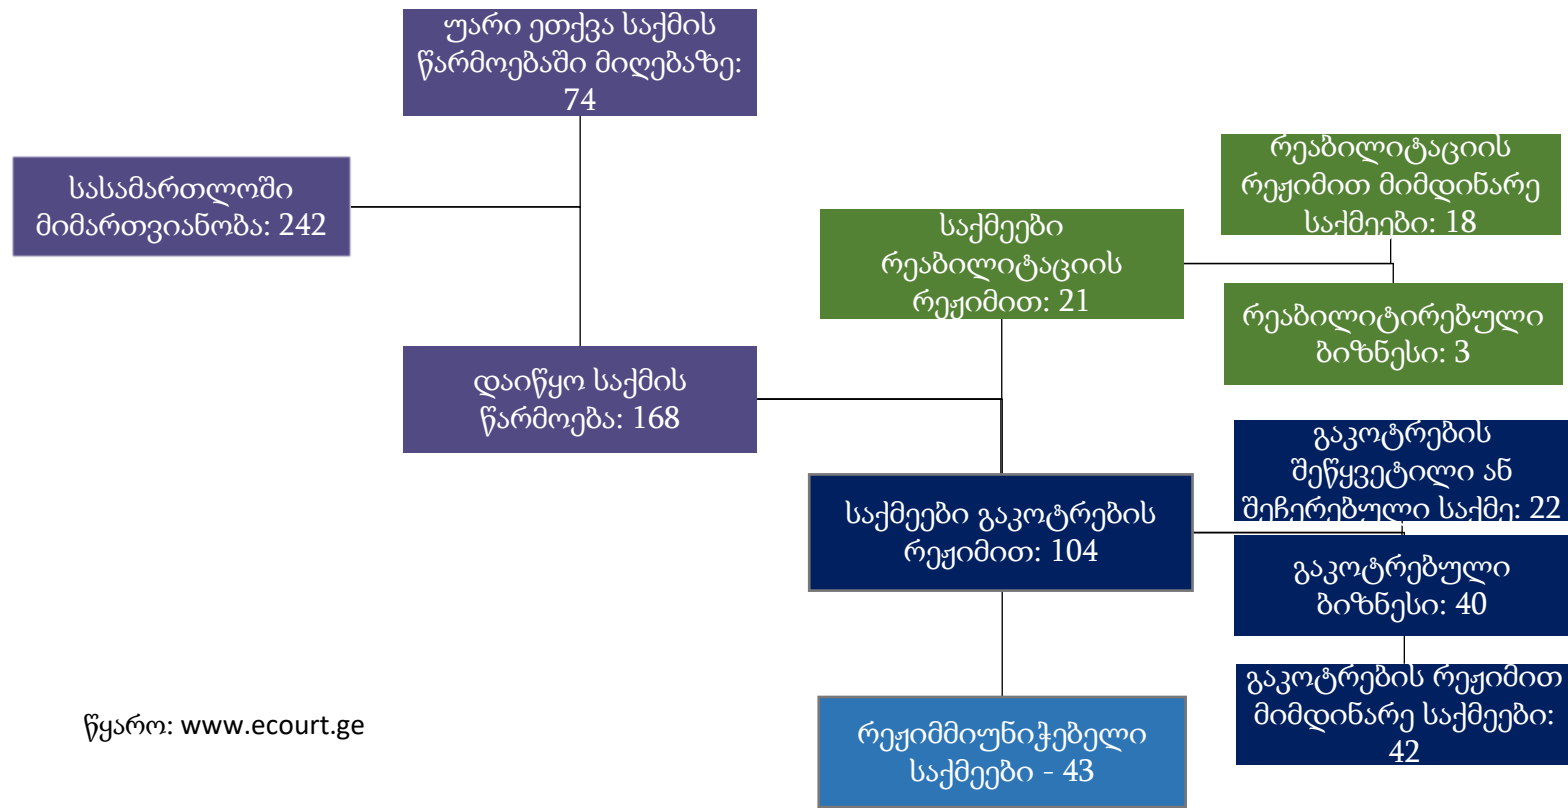 უარი ეთქვა საქმის
წარმოებაში მიღებაზე:
74
სასამართლოში
მიმართვიანობა: 242
დაიწყო საქმის
წარმოება: 168
საქმეები
რეაბილიტაციის
რეჟიმით: 21
რეაბილიტაციის
რეჟიმით მიმდინარე
საქმეები: 18
რეაბილიტირებული
ბიზნესი: 3
საქმეები გაკოტრების
რეჟიმით: 104
გაკოტრების
შეწყვეტილი ან
შეჩერებული საქმე: 22
გაკოტრებული
ბიზნესი: 40
გაკოტრების რეჟიმით
მიმდინარე საქმეები:
42
რეჟიმმიუნიჭებელი
საქმეები - 43
წყარო: www.ecourt.ge